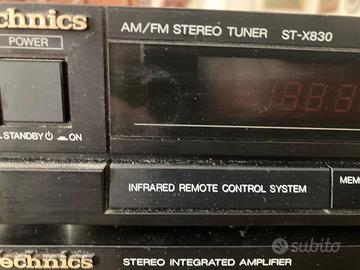 chnics
AM/FM STEREO TUNER ST-X830
POWER
STANDBY ⏻ ON
INFRARED REMOTE CONTROL SYSTEM
MEM
echnics
STEREO INTEGRATED AMPLIFIER
subito